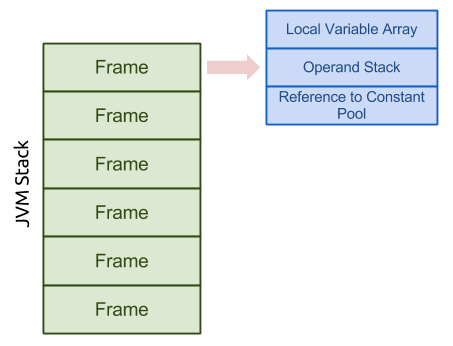 JVM Stack
Frame
Frame
Frame
Frame
Frame
Frame
Local Variable Array
Operand Stack
Reference to Constant
Pool